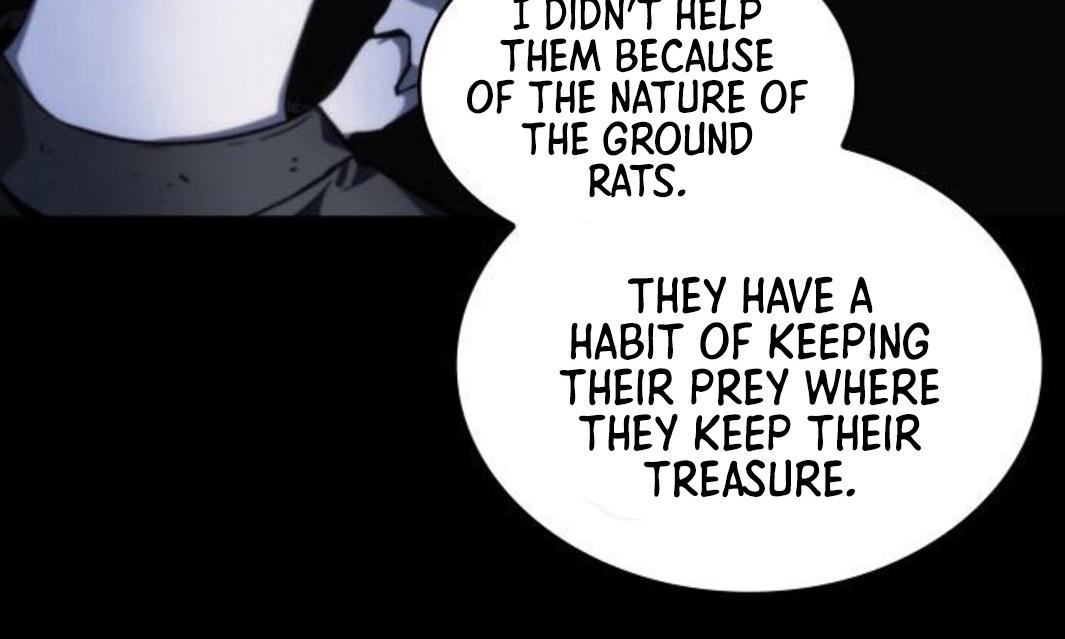 I DIDN'T HELP
THEM BECAUSE
OF THE NATURE OF
THE GROUND
RATS.
THEY HAVE A
HABIT OF KEEPING
THEIR PREY WHERE
THEY KEEP THEIR
TREASURE.